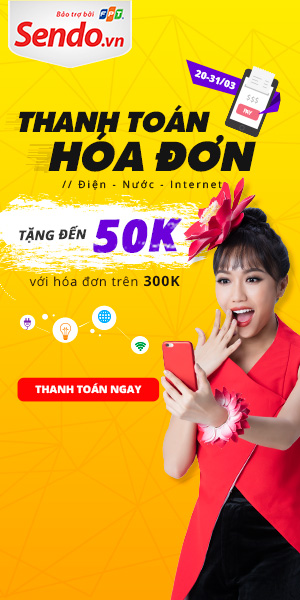 Bảo trợ bởi FPT
Sendo.vn
20-31/03
$$$
PAY
THANH TOÁN
HÓA ĐƠN
// Điện - Nước - Internet
TẶNG ĐẾN 50K
với hóa đơn trên 300K
THANH TOÁN NGAY